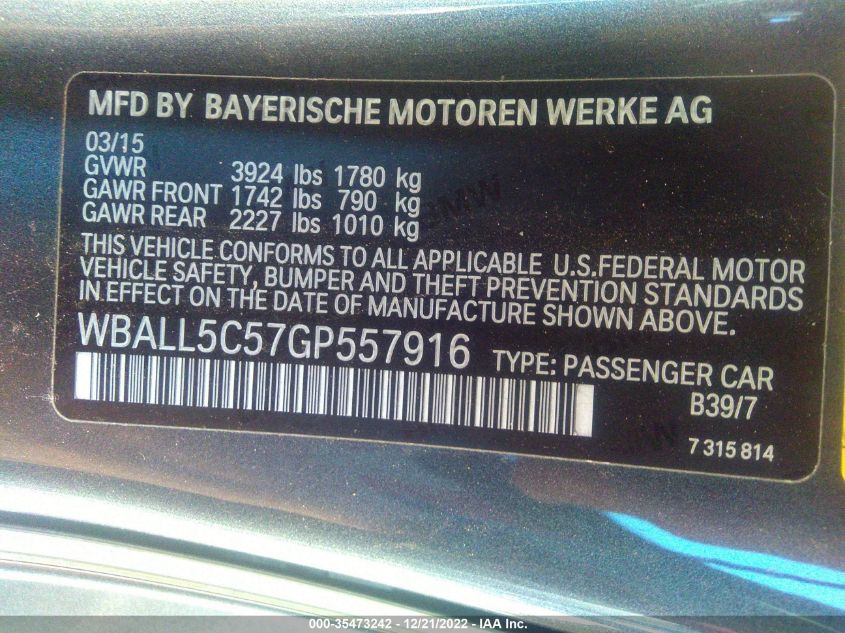 MFD BY BAYERISCHE MOTOREN WERKE AG
03/15
GVWR 3924 lbs 1780 kg
GAWR FRONT 1742 lbs 790 kg
GAWR REAR 2227 lbs 1010 kg
THIS VEHICLE CONFORMS TO ALL APPLICABLE U.S.FEDERAL MOTOR
VEHICLE SAFETY, BUMPER AND THEFT PREVENTION STANDARDS
IN EFFECT ON THE DATE OF MANUFACTURE SHOWN ABOVE.
WBALL5C57GP557916 TYPE: PASSENGER CAR
B39/7
7 315 814
000-35473242 - 12/21/2022 - IAA Inc.